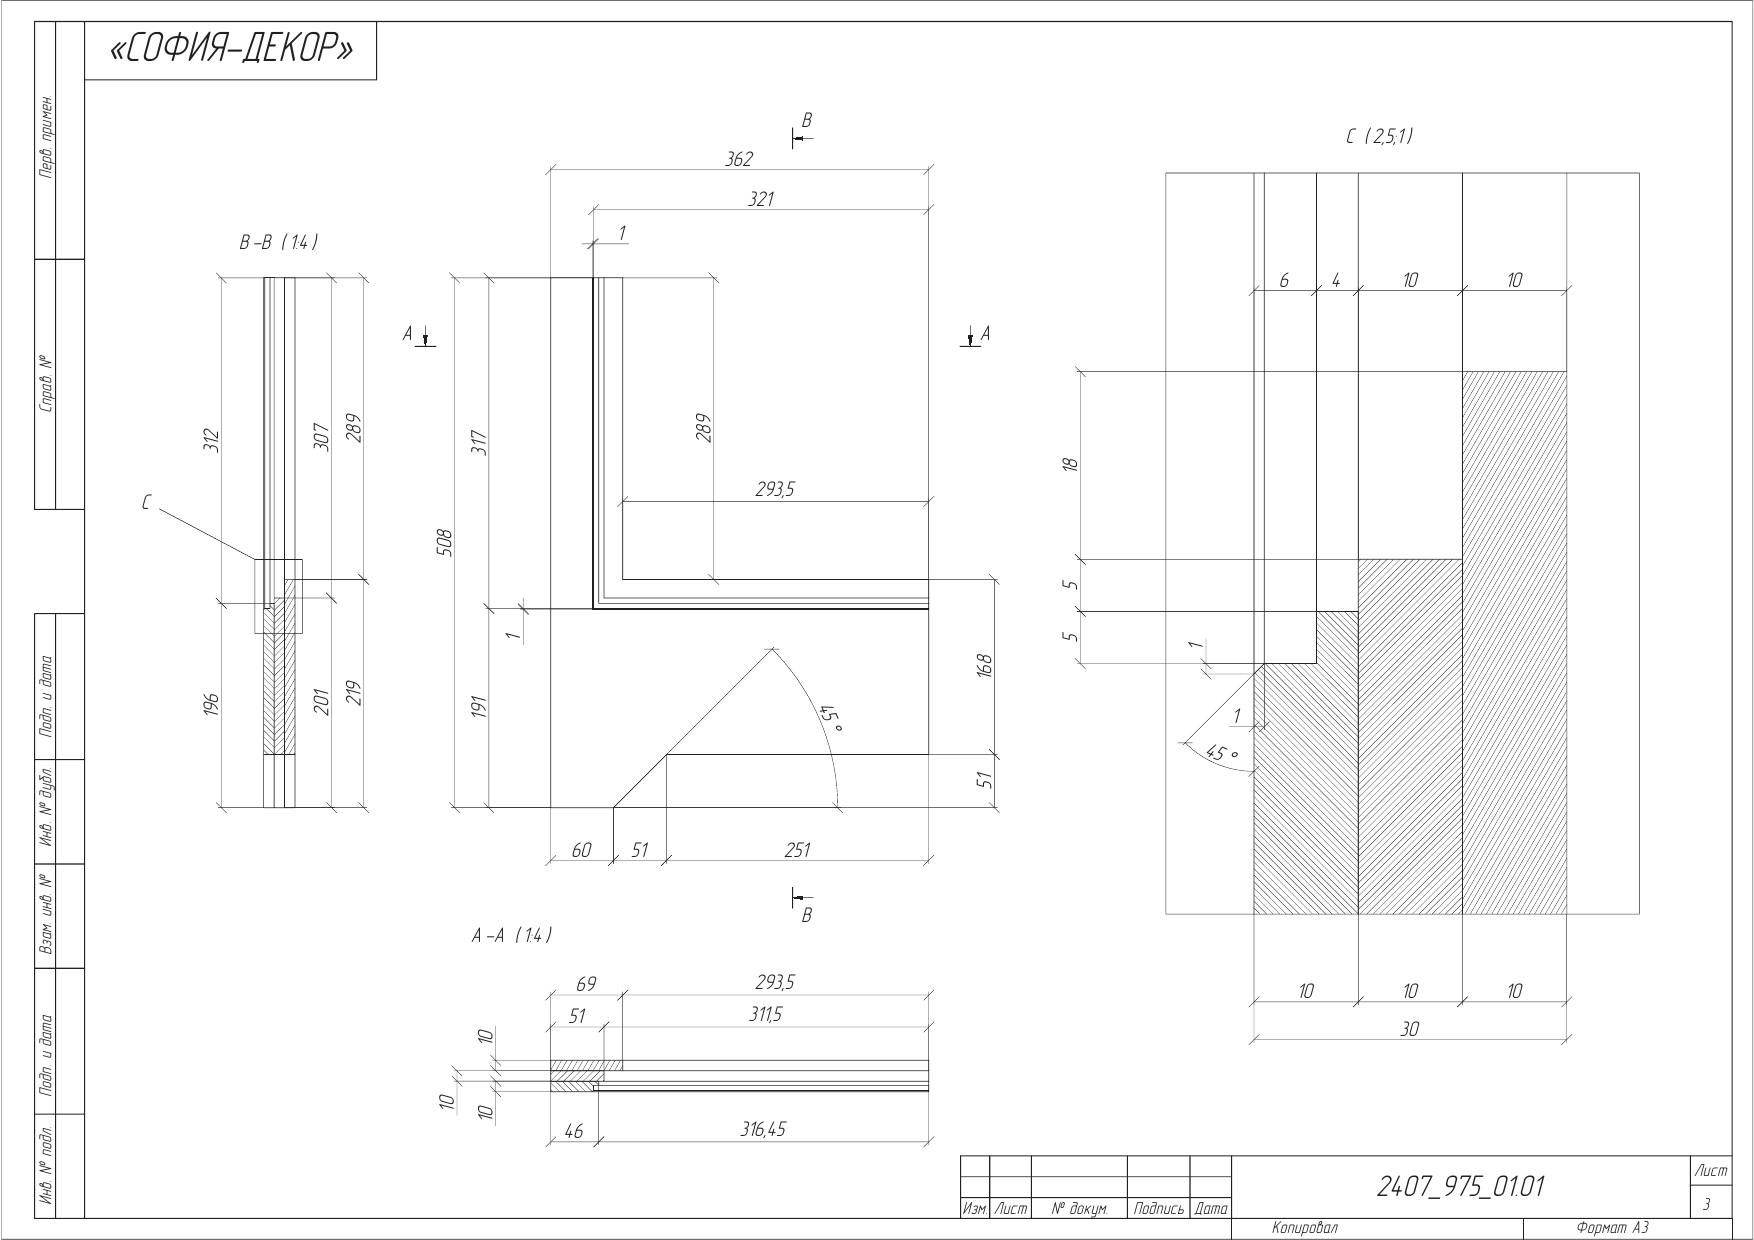 «СОФИЯ-ДЕКОР»
Перв. примен.
Справ. №
Подп. и дата
Инв. № дубл.
Взам. инв. №
Подп. и дата
Инв. № подл.
B-B (1:4)
312
307
289
C
196
201
219
B
362
321
1
A
A
317
289
293,5
508
1
191
168
45°
51
60
51
251
B
A-A (1:4)
69
293,5
51
311,5
10
10
10
46
316,45
C (2,5:1)
6
4
10
10
18
5
5
1
1
45°
10
10
10
30
Изм.
Лист
№ докум.
Подпись
Дата
2407_975_01.01
Лист
3
Копировал
Формат А3